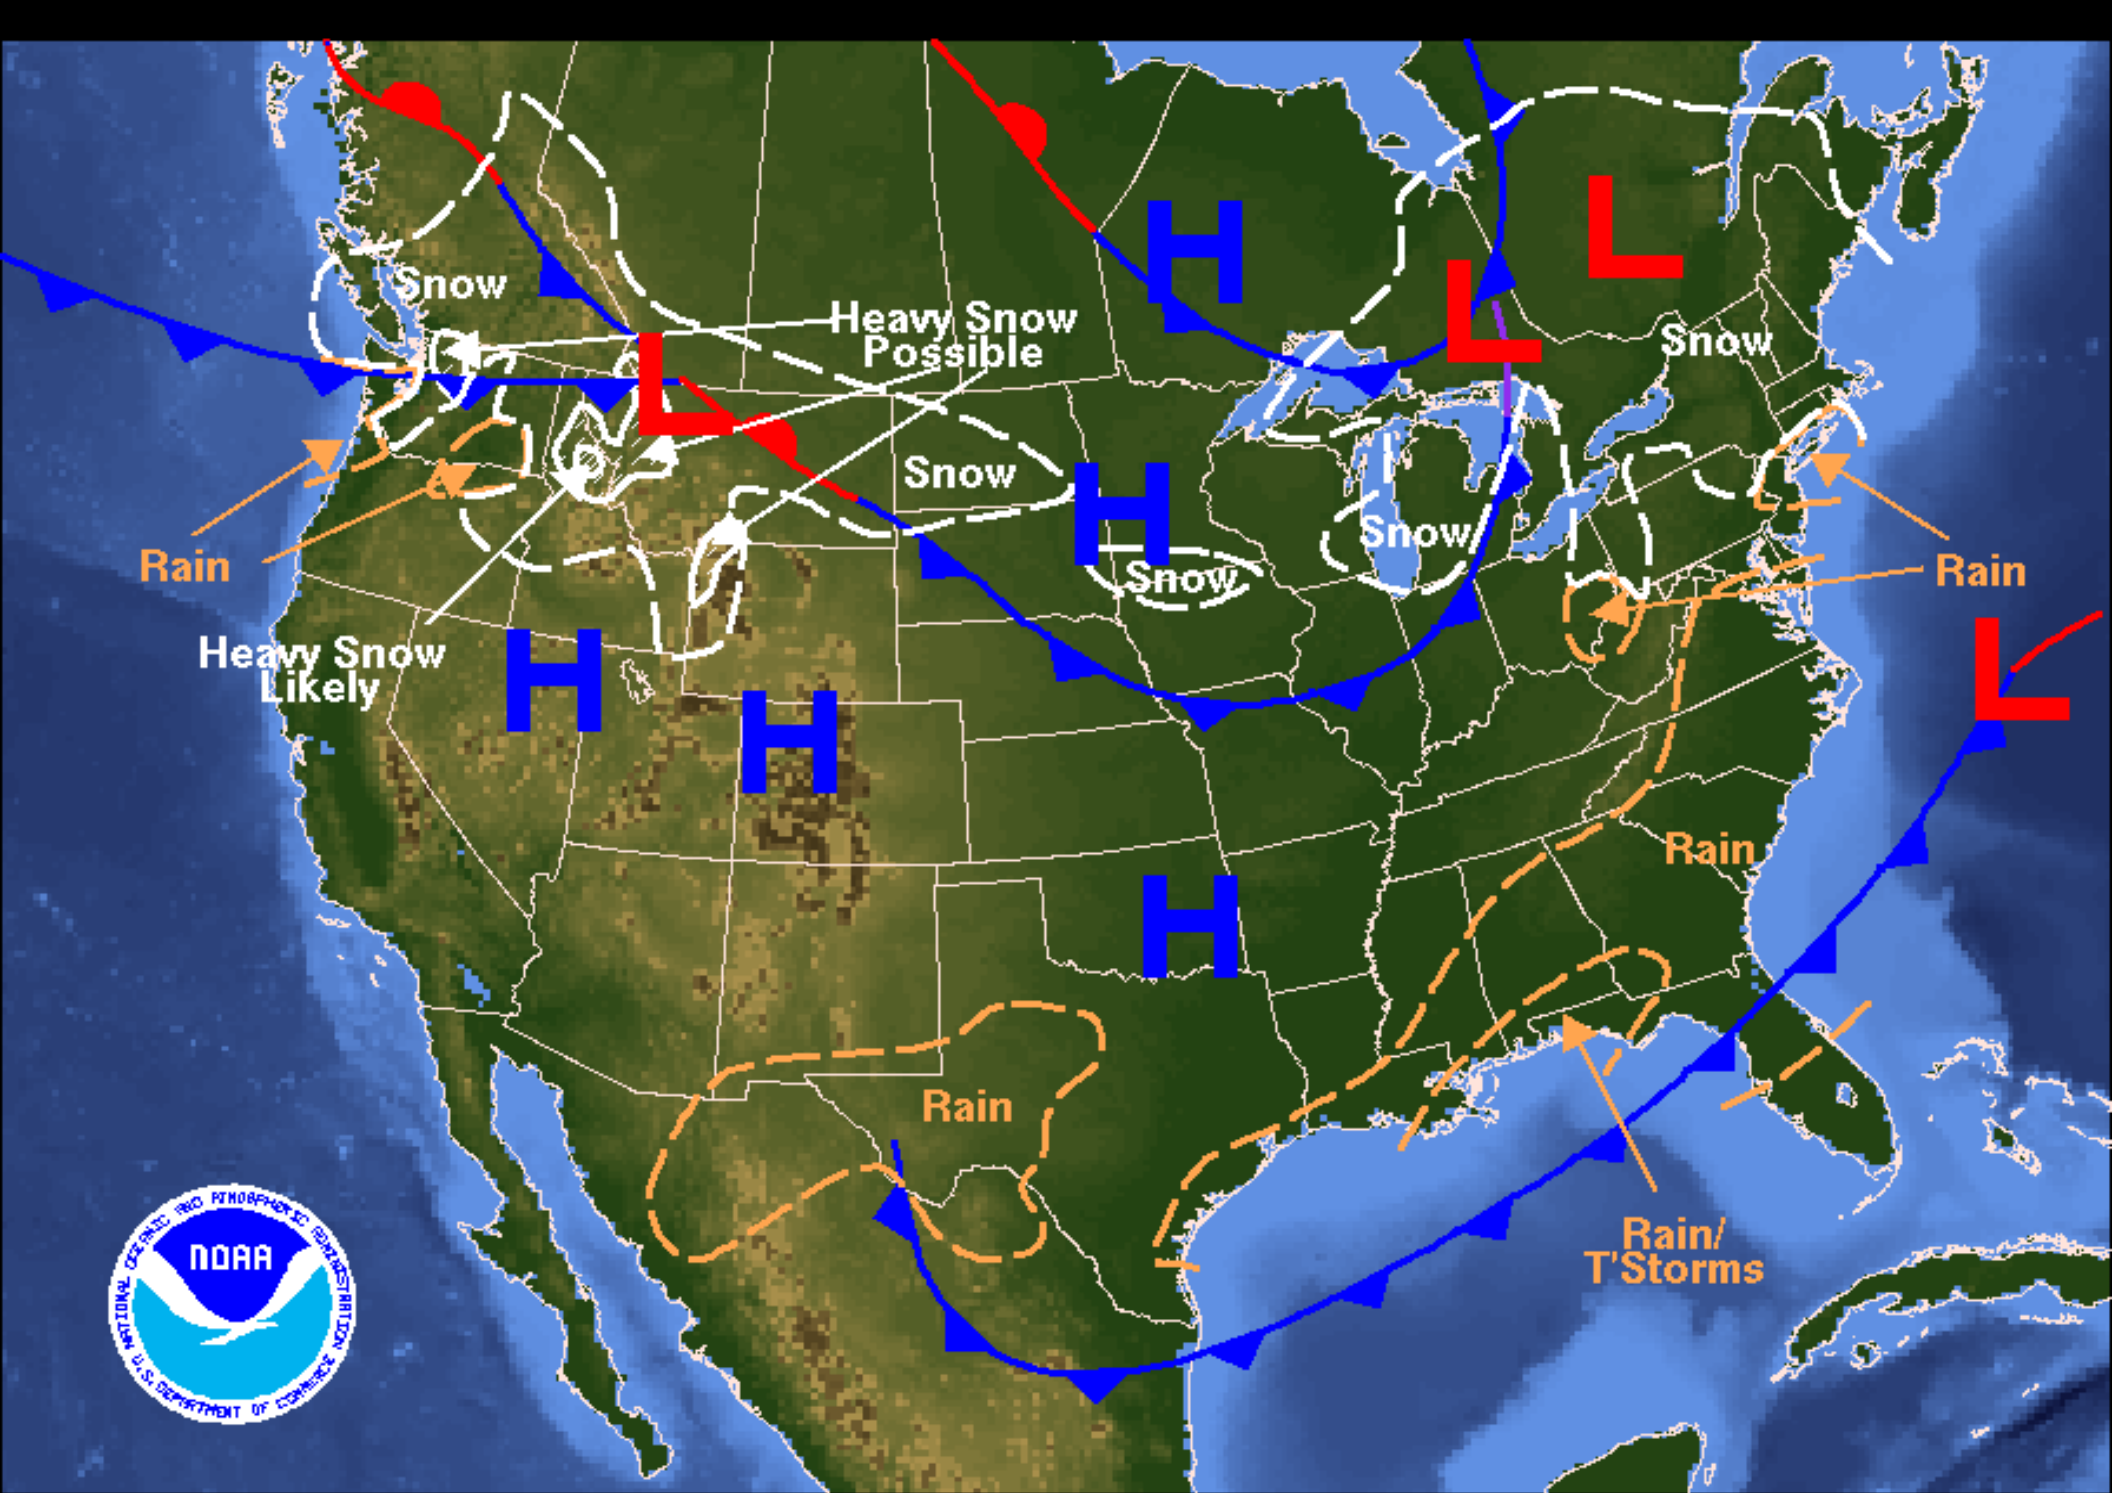 H
L
L
Snow
Heavy Snow
Possible
Snow
L
Snow
H
Snow
Snow
Rain
Rain
L
Heavy Snow
Likely
H
H
Rain
H
Rain
Rain/
T'Storms
NOAA
NATIONAL OCEANIC AND ATMOSPHERIC ADMINISTRATION
U.S. DEPARTMENT OF COMMERCE